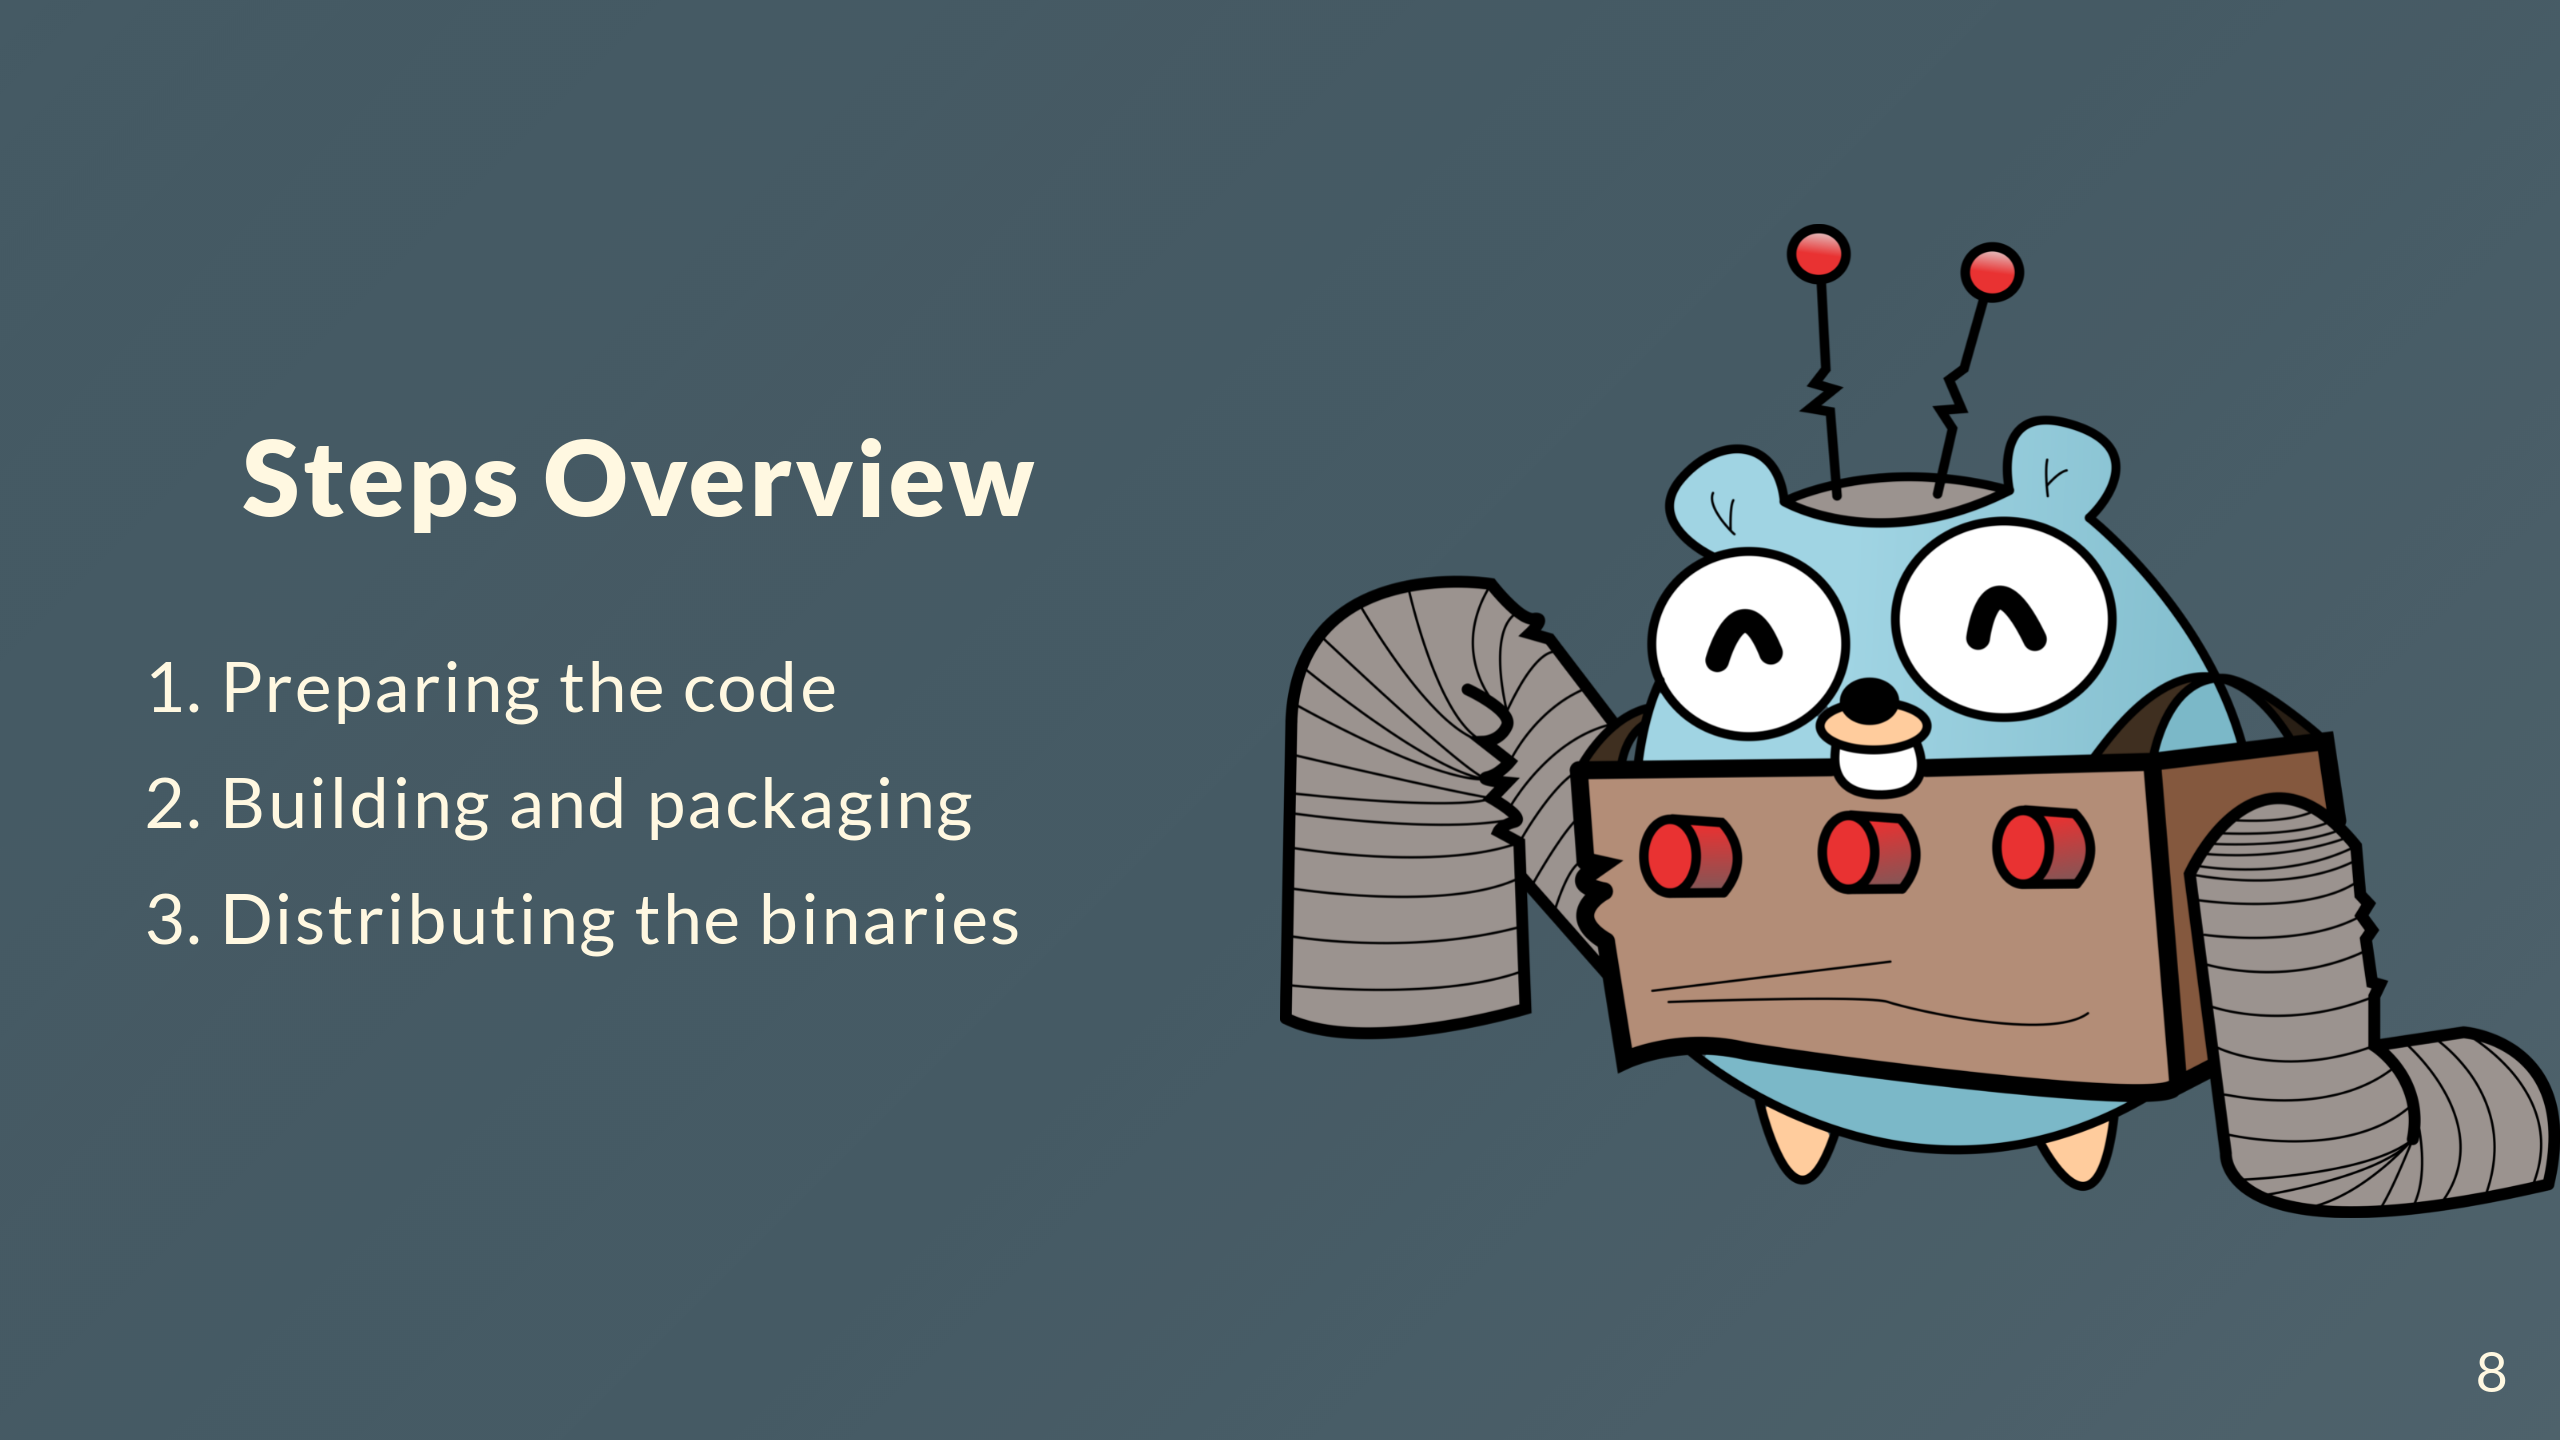 Steps Overview
1. Preparing the code
2. Building and packaging
3. Distributing the binaries
8